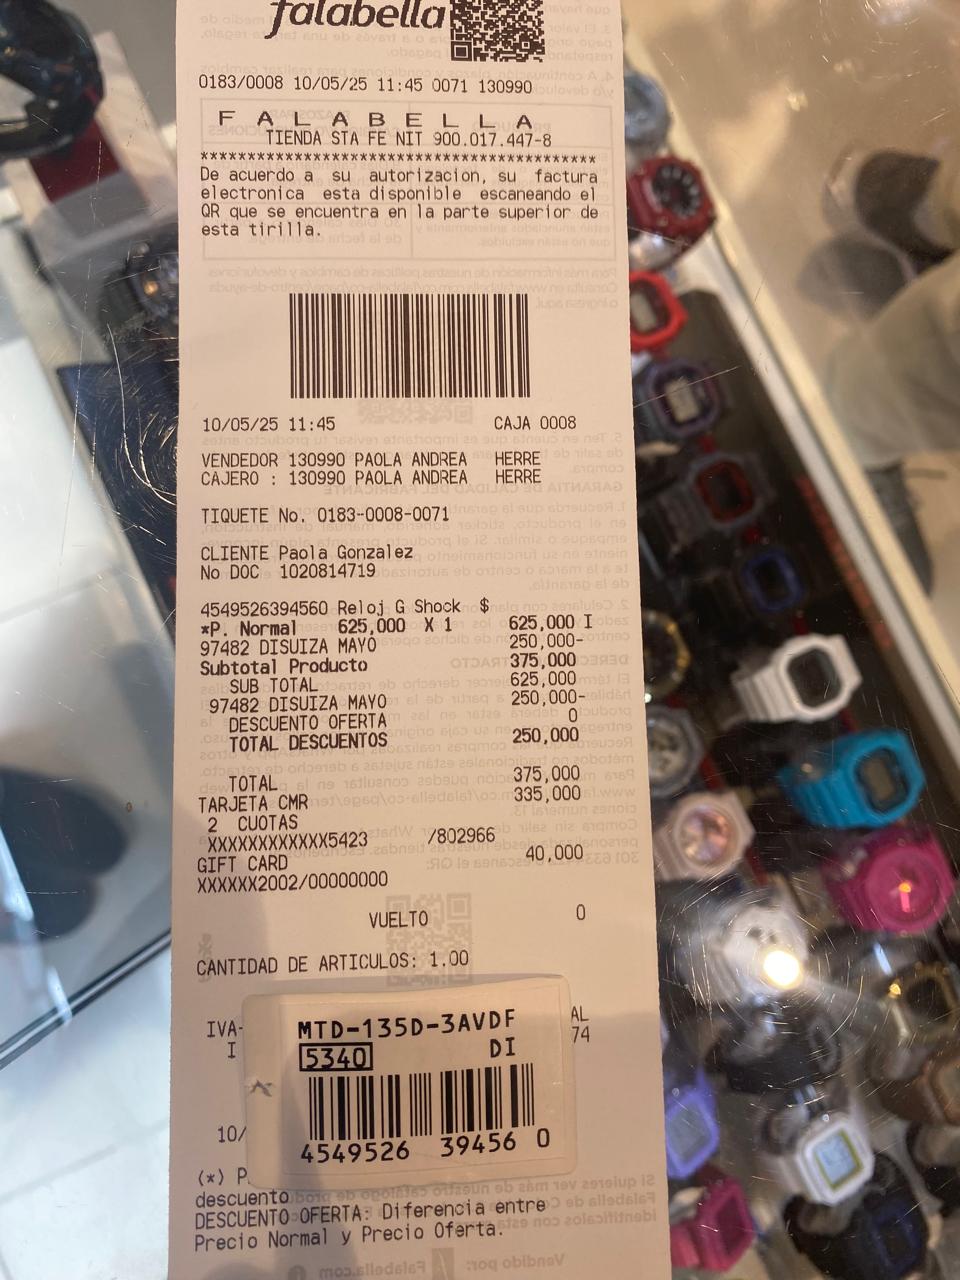 falabella
0183/0008 10/05/25 11:45 0071 130990
F A L A B E L L A
TIENDA STA FE NIT 900.017.447-8
******************************************
De acuerdo a su autorizacion, su factura
electronica esta disponible escaneando el
QR que se encuentra en la parte superior de
esta tirilla.
10/05/25 11:45 CAJA 0008
VENDEDOR 130990 PAOLA ANDREA HERRE
CAJERO : 130990 PAOLA ANDREA HERRE
TIQUETE No. 0183-0008-0071
CLIENTE Paola Gonzalez
No DOC 1020814719
4549526394560 Reloj G Shock $
*P. Normal 625,000 X 1 625,000 I
97482 DISUIZA MAYO 250,000-
Subtotal Producto 375,000
SUB TOTAL 625,000
97482 DISUIZA MAYO 250,000-
DESCUENTO OFERTA 0
TOTAL DESCUENTOS 250,000
TOTAL 375,000
TARJETA CMR 335,000
2 CUOTAS
XXXXXXXXXXXX5423 /802966
GIFT CARD 40,000
XXXXXX2002/00000000
VUELTO 0
CANTIDAD DE ARTICULOS: 1.00
IVA- AL
I 74
MTD-135D-3AVDF
5340 DI
4549526 39456 0
10/
(*) P.
descuento
DESCUENTO OFERTA: Diferencia entre
Precio Normal y Precio Oferta.